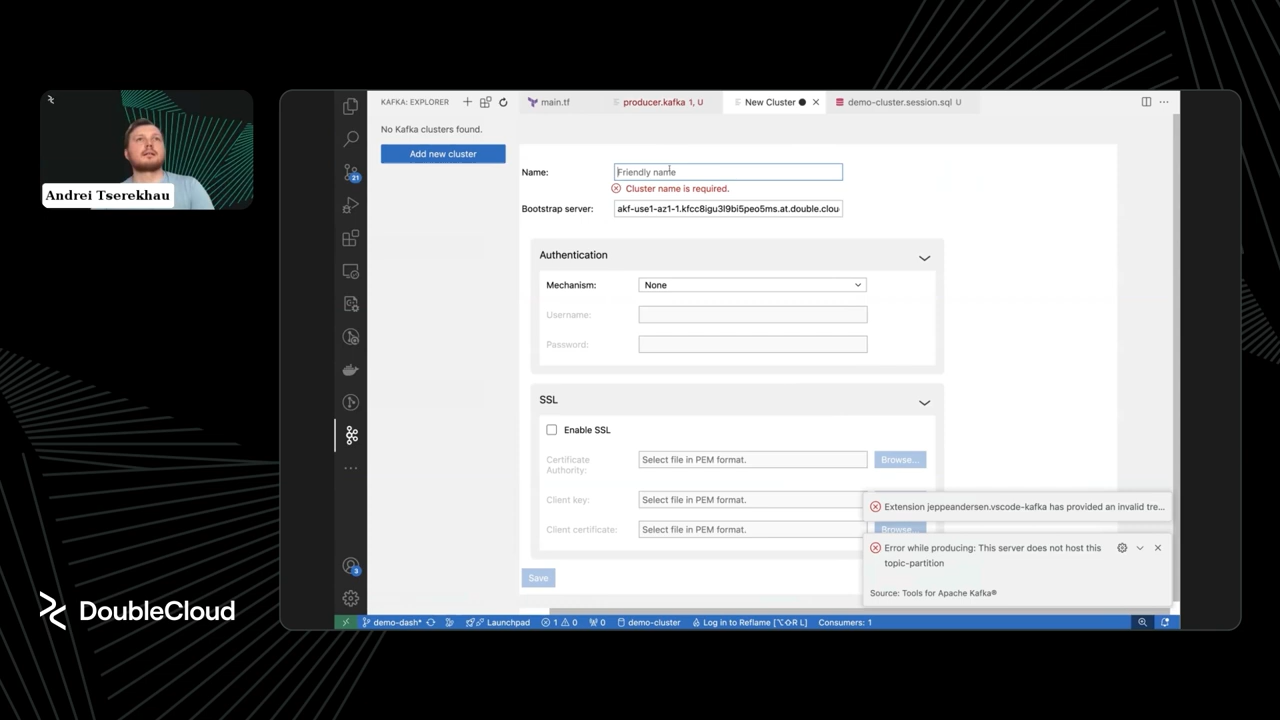 Andrei Tserekhau
DoubleCloud
KAFKA: EXPLORER
main.tf
producer.kafka 1, U
New Cluster
demo-cluster.session.sql U
No Kafka clusters found.
Add new cluster
21
3
Name:
Friendly name
Cluster name is required.
Bootstrap server:
akf-use1-az1-1.kfcc8igu3l9bi5peo5ms.at.double.clou
Authentication
Mechanism:
None
Username:
Password:
SSL
Enable SSL
Certificate
Authority:
Select file in PEM format.
Browse...
Client key:
Select file in PEM format.
Client certificate:
Select file in PEM format.
Browse...
Save
Extension jeppeandersen.vscode-kafka has provided an invalid tre...
Error while producing: This server does not host this
topic-partition
Source: Tools for Apache Kafka®
demo-dash*
Launchpad
1
0
0
demo-cluster
Log in to Reflame [⌥⇧R L]
Consumers: 1